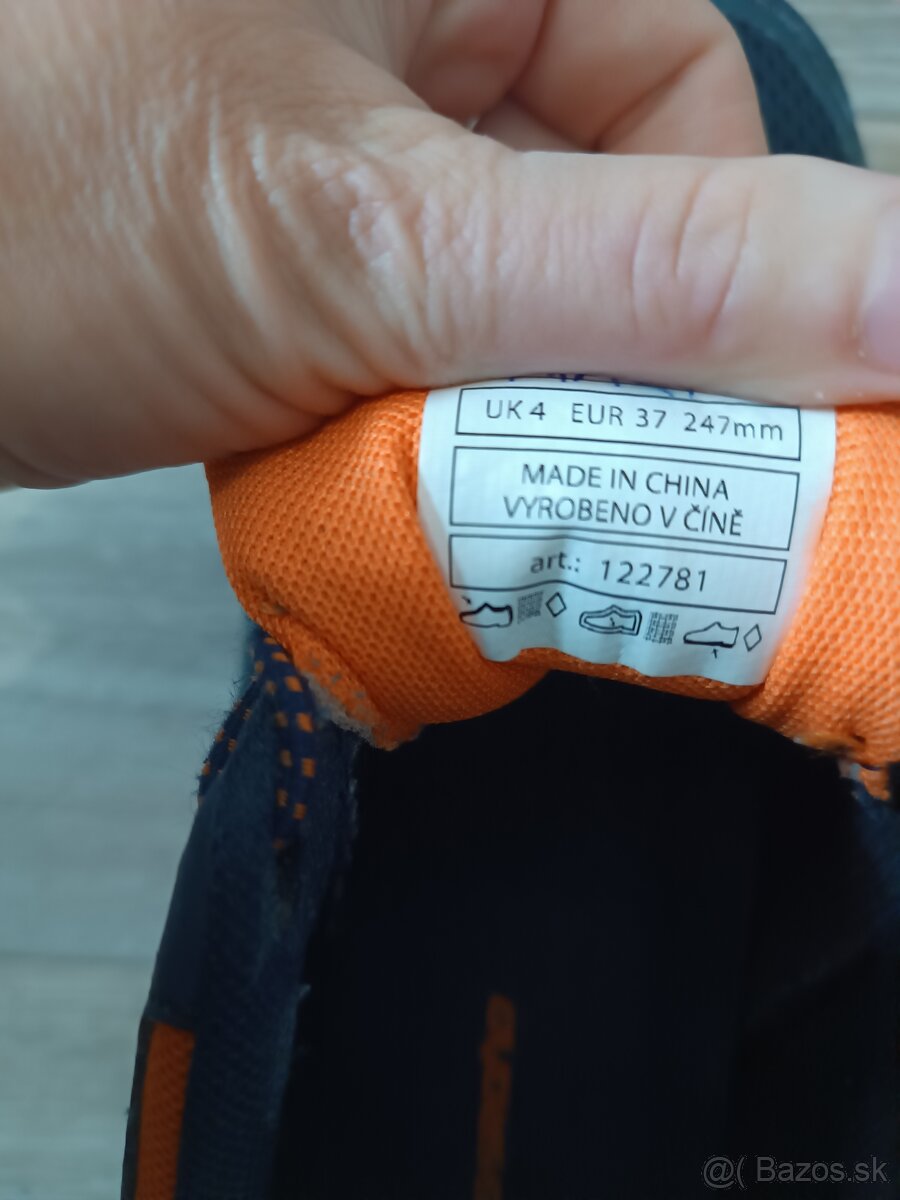 UK 4 EUR 37 247mm
MADE IN CHINA
VYROBENO V ČÍNĚ
art.: 122781
@( Bazos.sk